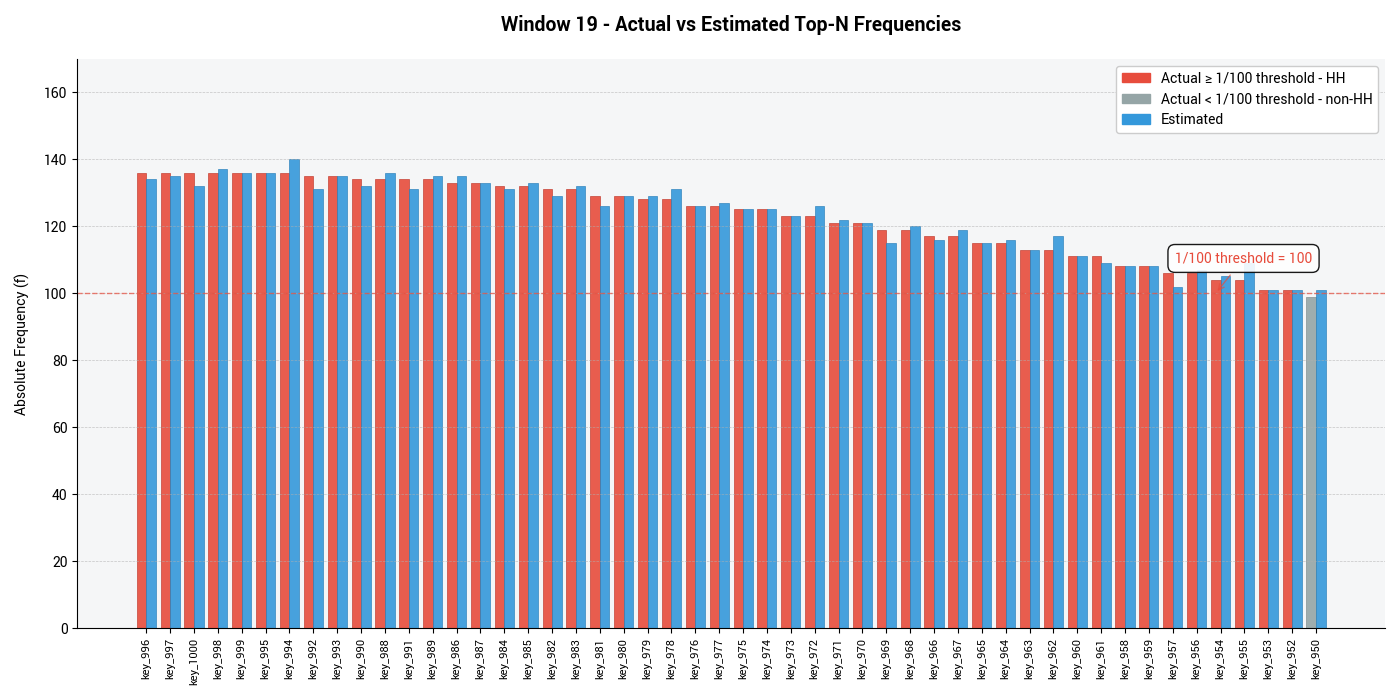 Window 19 - Actual vs Estimated Top-N Frequencies
Actual ≥ 1/100 threshold - HH
Actual < 1/100 threshold - non-HH
Estimated
1/100 threshold = 100
Absolute Frequency (f)
160
140
120
100
80
60
40
20
0
key_996
key_997
key_1000
key_998
key_999
key_995
key_994
key_992
key_993
key_990
key_988
key_991
key_989
key_986
key_987
key_984
key_985
key_982
key_983
key_981
key_980
key_979
key_978
key_976
key_977
key_975
key_974
key_973
key_972
key_971
key_970
key_969
key_968
key_966
key_967
key_965
key_964
key_963
key_962
key_960
key_961
key_958
key_959
key_957
key_956
key_954
key_955
key_953
key_952
key_950